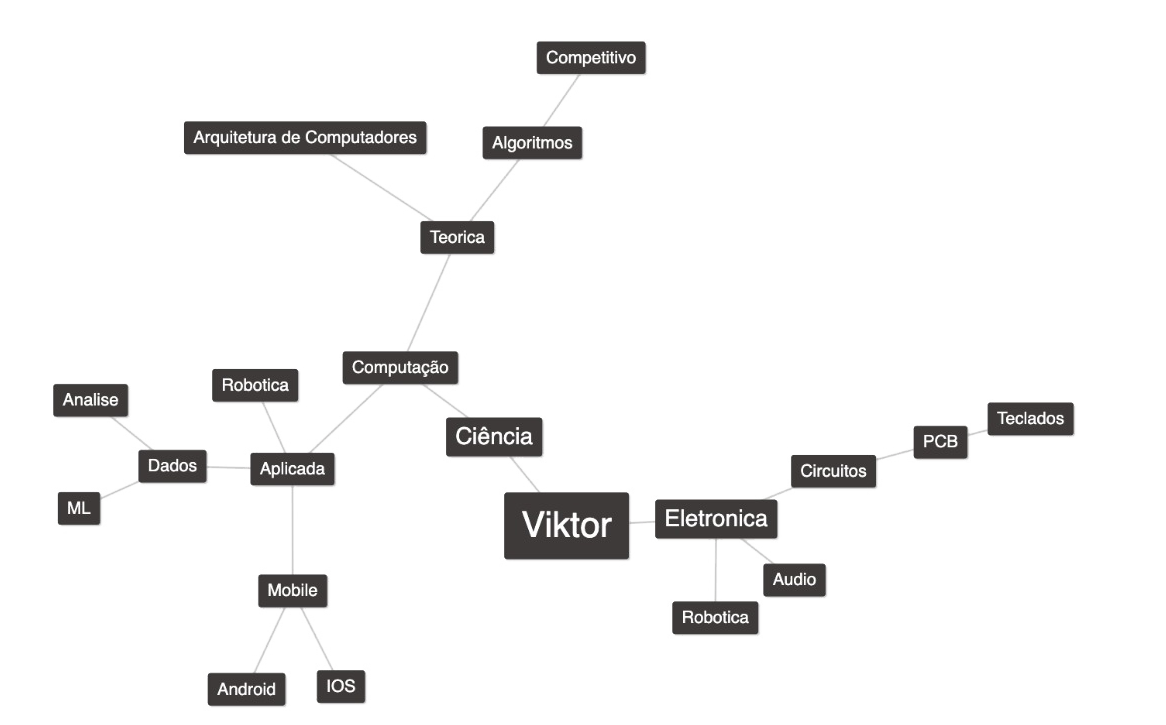 Competitivo
Arquitetura de Computadores
Algoritmos
Teorica
Computação
Robotica
Analise
Ciência
Teclados
PCB
Dados
Aplicada
Circuitos
ML
Viktor
Eletronica
Audio
Mobile
Robotica
Android
IOS